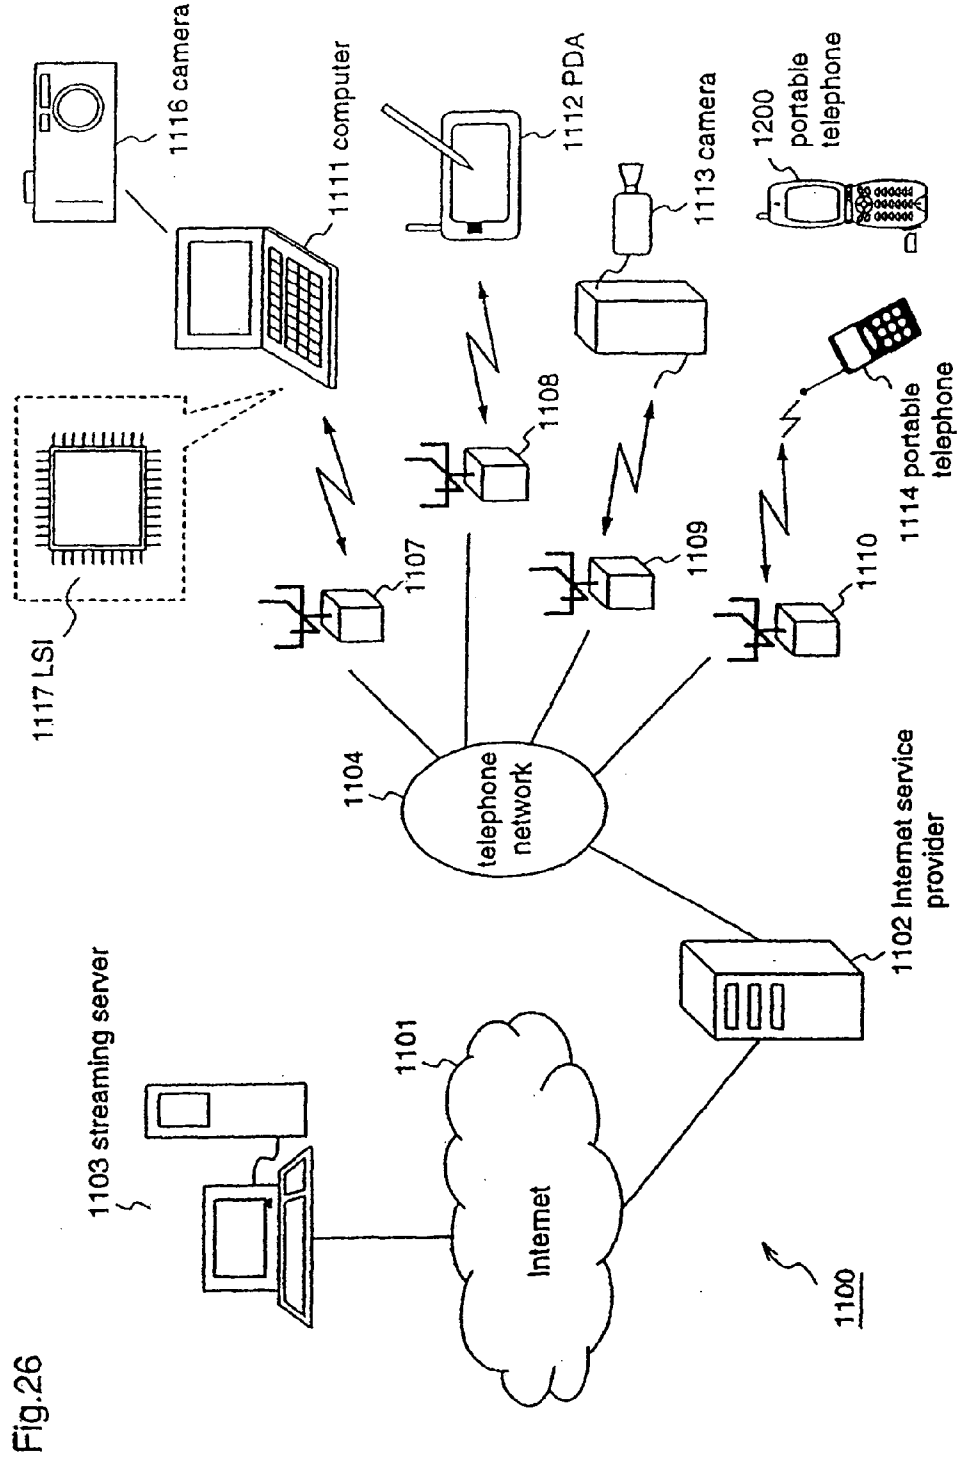 Fig.26
1103 streaming server
1117 LSI
1116 camera
1111 computer
1101
Internet
1104
telephone
network
1107
1108
1112 PDA
1109
1113 camera
1102 Internet service
provider
1110
1114 portable
telephone
1200
portable
telephone
1100